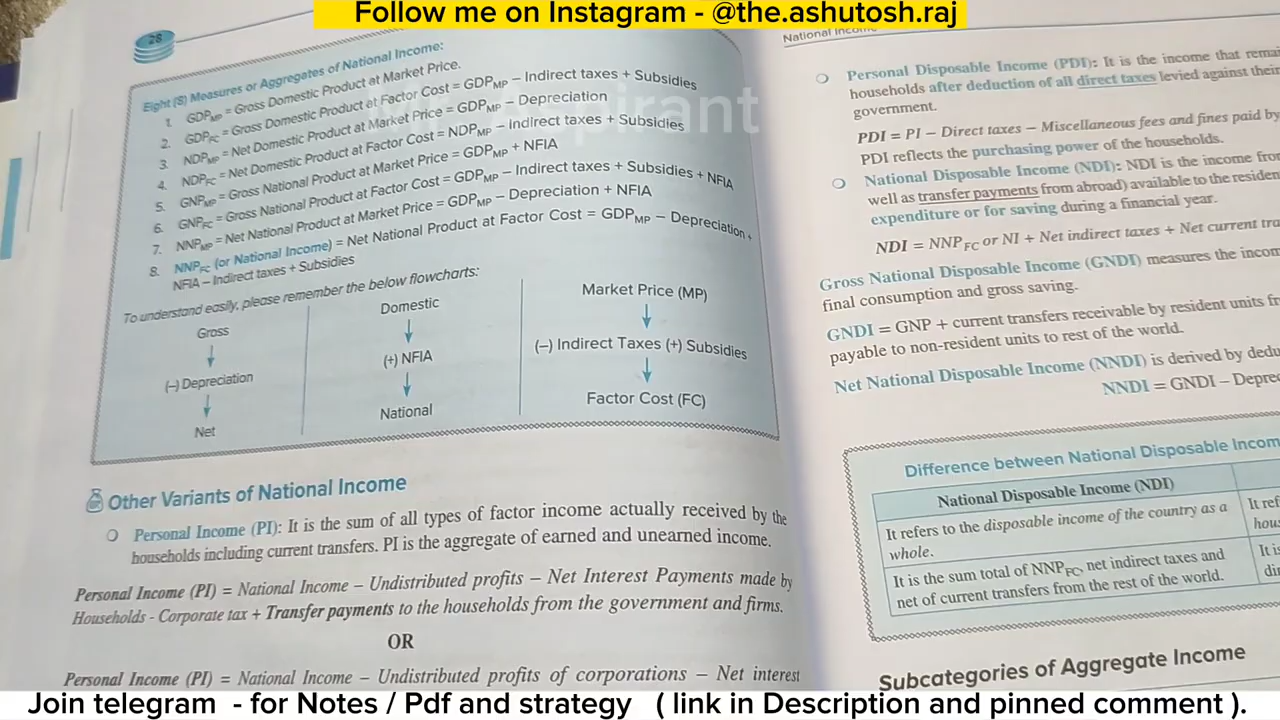 Follow me on Instagram - @the.ashutosh.raj
28
Eight (8) Measures or Aggregates of National Income:
1. GDPMP = Gross Domestic Product at Market Price.
2. GDPFC = Gross Domestic Product at Factor Cost = GDPMP – Indirect taxes + Subsidies
3. NDPMP = Net Domestic Product at Market Price = GDPMP – Depreciation
4. NDPFC = Net Domestic Product at Factor Cost = NDPMP – Indirect taxes + Subsidies
5. GNPMP = Gross National Product at Market Price = GDPMP + NFIA
6. GNPFC = Gross National Product at Factor Cost = GDPMP – Indirect taxes + Subsidies + NFIA
7. NNPMP = Net National Product at Market Price = GDPMP – Depreciation + NFIA
8. NNPFC (or National Income) = Net National Product at Factor Cost = GDPMP – Depreciation +
NFIA – Indirect taxes + Subsidies
To understand easily, please remember the below flowcharts:
Gross
(–) Depreciation
Net
Domestic
(+) NFIA
National
Market Price (MP)
(–) Indirect Taxes (+) Subsidies
Factor Cost (FC)
Other Variants of National Income
Personal Income (PI): It is the sum of all types of factor income actually received by the
households including current transfers. PI is the aggregate of earned and unearned income.
Personal Income (PI) = National Income – Undistributed profits – Net Interest Payments made by
Households - Corporate tax + Transfer payments to the households from the government and firms.
OR
Personal Income (PI) = National Income – Undistributed profits of corporations – Net interest
National Income
Personal Disposable Income (PDI): It is the income that
households after deduction of all direct taxes levied against their
government.
PDI = PI – Direct taxes – Miscellaneous fees and fines paid by
PDI reflects the purchasing power of the households.
National Disposable Income (NDI): NDI is the income from
well as transfer payments from abroad) available to the
expenditure or for saving during a financial year.
NDI = NNPFC or NI + Net indirect taxes + Net current
Gross National Disposable Income (GNDI) measures the
final consumption and gross saving.
GNDI = GNP + current transfers receivable by resident units
payable to non-resident units to rest of the world.
Net National Disposable Income (NNDI) is derived by
NNDI = GNDI –
Difference between National Disposable
National Disposable Income (NDI)
It refers to the disposable income of the country as a
whole.
It
It is the sum total of NNPFC, net indirect taxes and
net of current transfers from the rest of the world.
It is
Subcategories of Aggregate Income
Join telegram - for Notes / Pdf and strategy ( link in Description and pinned comment ).